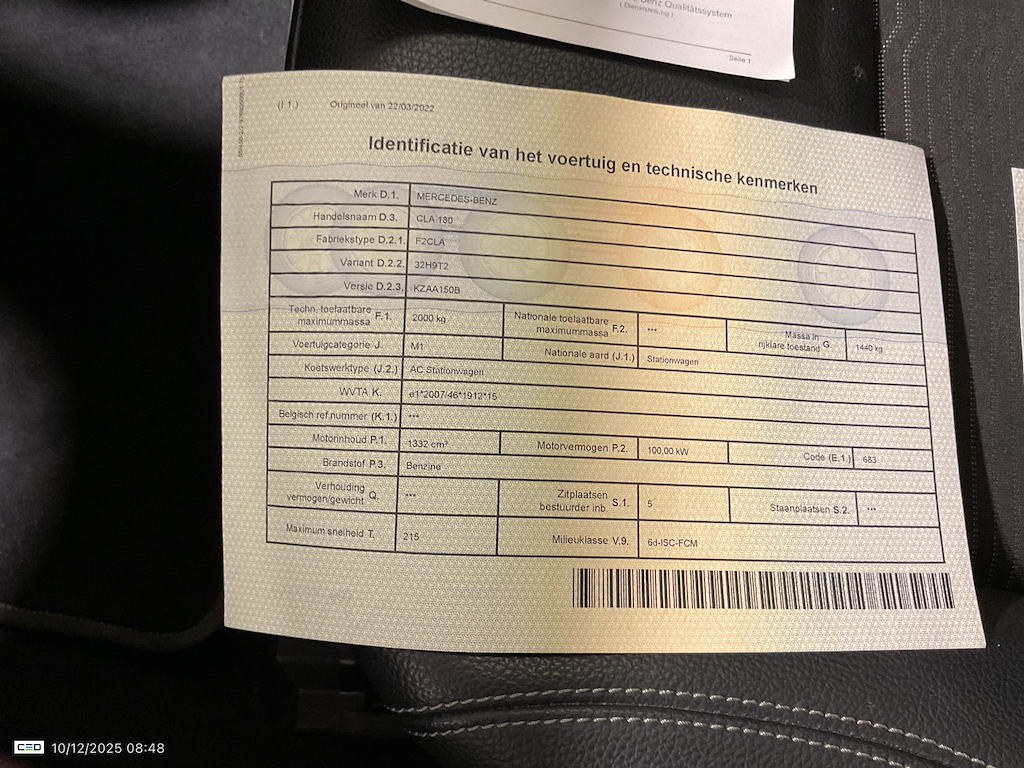 Benz Qualitätssystem
( Dienststellung )
Seite 1
(I 1.) Origineel van 22/03/2022
Identificatie van het voertuig en technische kenmerken
Merk D.1. MERCEDES-BENZ
Handelsnaam D.3. CLA 180
Fabriekstype D.2.1. F2CLA
Variant D.2.2. 32H9T2
Versie D.2.3. KZAA150B
Techn. toelaatbare maximummassa F.1. 2000 kg Nationale toelaatbare maximummassa F.2. *** Massa in rijklare toestand G. 1440 kg
Voertuigcategorie J. M1 Nationale aard (J.1.) Stationwagen
Koetswerktype (J.2.) AC Stationwagen
WVTA K. e1*2007/46*1912*15
Belgisch ref.nummer (K.1.) ***
Motorinhoud P.1. 1332 cm³ Motorvermogen P.2. 100,00 kW Code (E.1.) 683
Brandstof P.3. Benzine
Verhouding vermogen/gewicht Q. *** Zitplaatsen bestuurder inb. S.1. 5 Staanplaatsen S.2. ***
Maximum snelheid T. 215 Milieuklasse V.9. 6d-ISC-FCM
CEO 10/12/2025 08:48